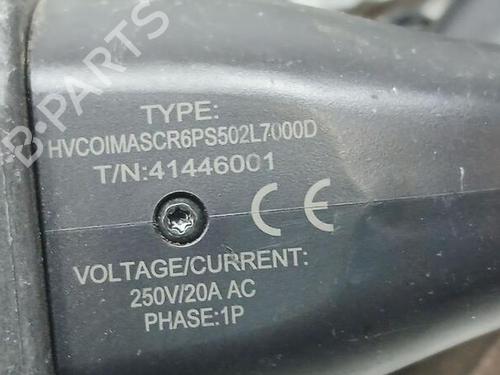 B-PARTS
TYPE:
HVCOIMASCR6PS502L7000D
T/N:41446001
CE
VOLTAGE/CURRENT:
250V/20A AC
PHASE:1P